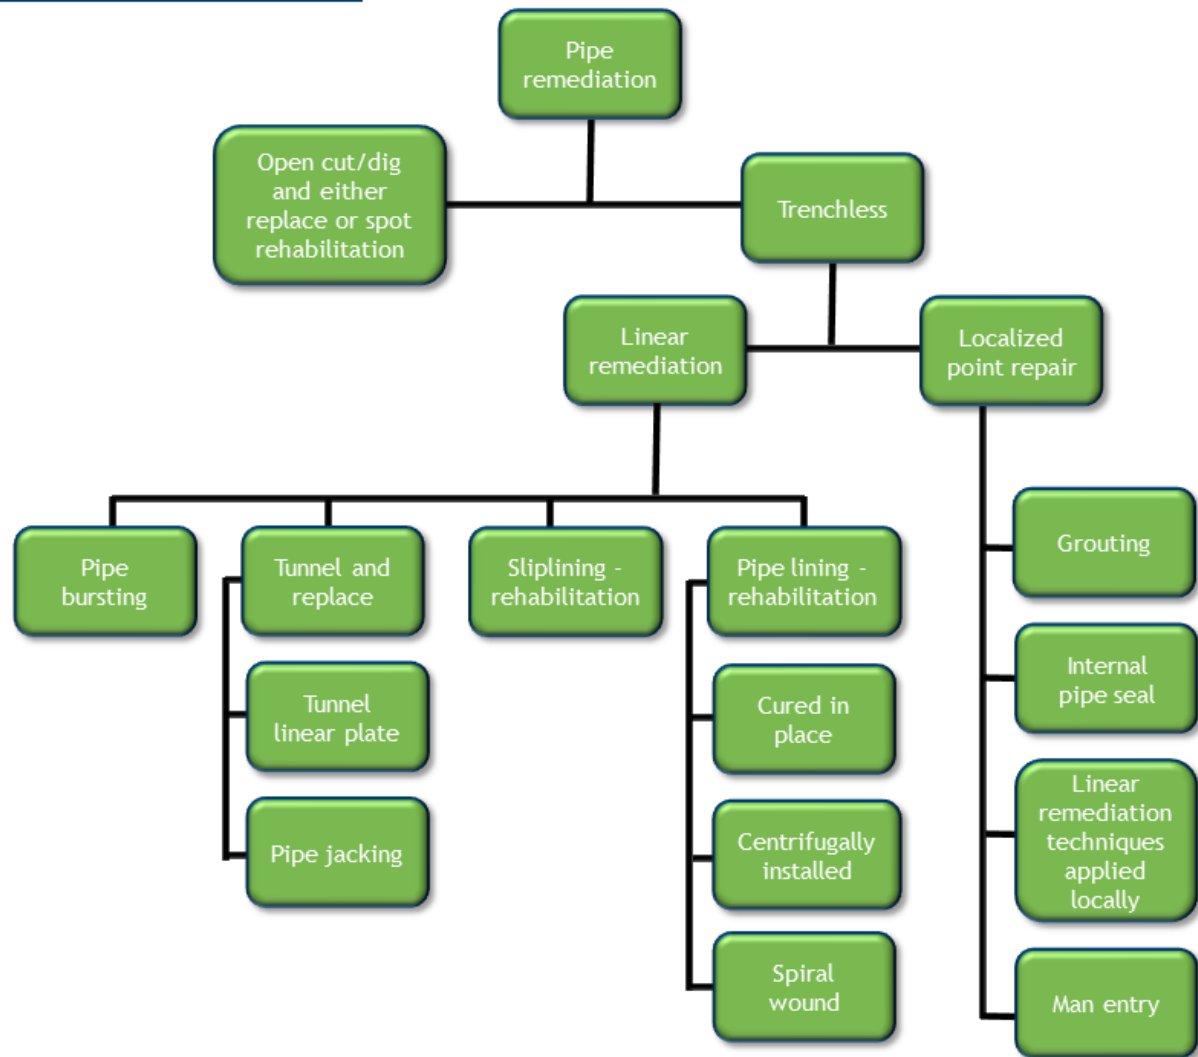 Pipe
remediation
Open cut/dig
and either
replace or spot
rehabilitation
Trenchless
Linear
remediation
Localized
point repair
Pipe
bursting
Tunnel and
replace
Tunnel
linear plate
Pipe jacking
Sliplining -
rehabilitation
Pipe lining -
rehabilitation
Cured in
place
Centrifugally
installed
Spiral
wound
Grouting
Internal
pipe seal
Linear
remediation
techniques
applied
locally
Man entry